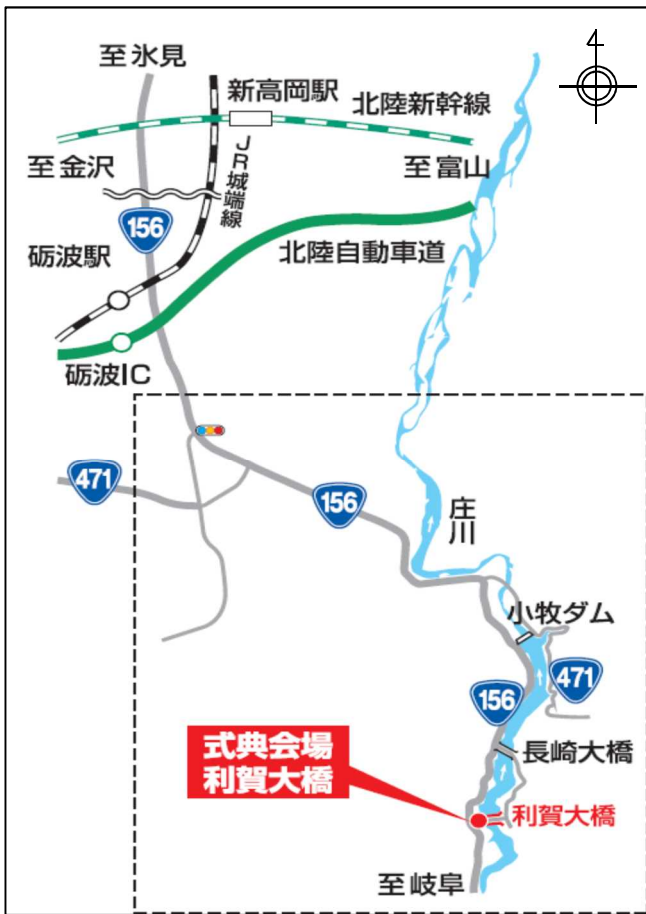 至氷見
新高岡駅
北陸新幹線
至金沢
JR城端線
至富山
156
砺波駅
北陸自動車道
砺波IC
471
156
庄川
小牧ダム
471
156
式典会場
利賀大橋
長崎大橋
利賀大橋
至岐阜